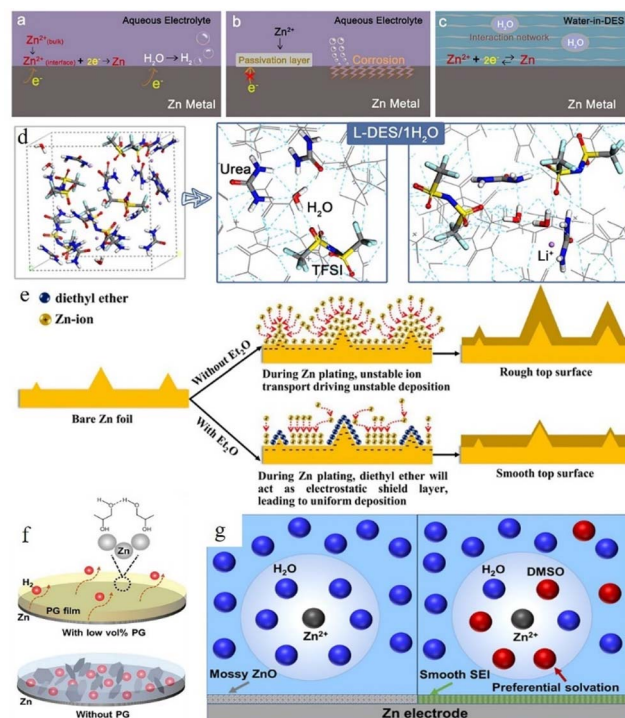 a
Aqueous Electrolyte
Zn²⁺(bulk)
Zn²⁺(interface) + 2e⁻→ Zn
H₂O → H₂
e⁻
e⁻
Zn Metal
b
Aqueous Electrolyte
Zn²⁺
Passivation layer
Corrosion
e⁻
Zn Metal
c
Water-in-DES
H₂O
Interaction network
H₂O
Zn²⁺ + 2e⁻ ⇄ Zn
Zn Metal
d
L-DES/1H₂O
Urea
H₂O
TFSI
Li⁺
e
diethyl ether
Zn-ion
Bare Zn foil
Without Et₂O
During Zn plating, unstable ion
transport driving unstable deposition
Rough top surface
With Et₂O
During Zn plating, diethyl ether will
act as electrostatic shield layer,
leading to uniform deposition
Smooth top surface
f
H
O
H
O
OH
OH
Zn
H₂
Zn
PG film
With low vol% PG
Zn
Without PG
g
H₂O
Zn²⁺
Mossy ZnO
H₂O
DMSO
Zn²⁺
Preferential solvation
Smooth SEI
Zn electrode